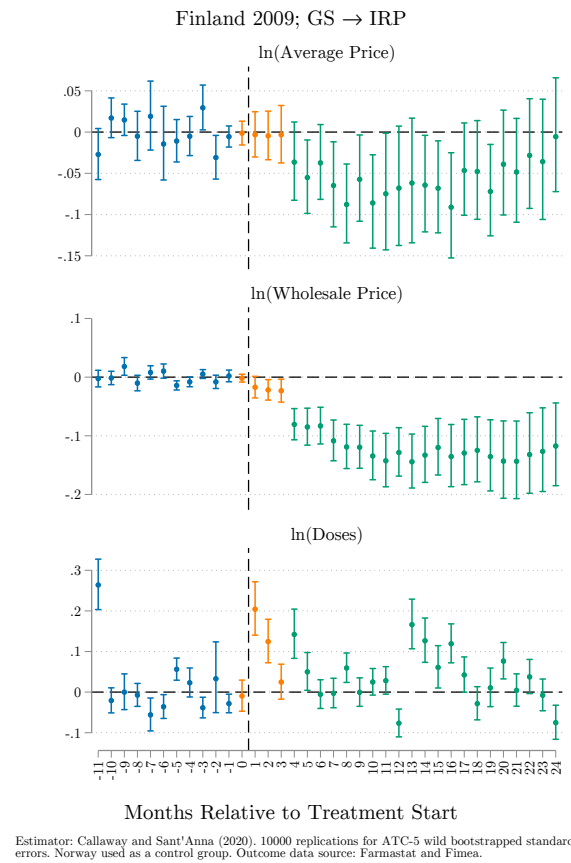 Finland 2009; GS → IRP
ln(Average Price)
.05
0
-.05
-.1
-.15
ln(Wholesale Price)
.1
0
-.1
-.2
ln(Doses)
.3
.2
.1
0
-.1
-11 -10 -9 -8 -7 -6 -5 -4 -3 -2 -1 0 1 2 3 4 5 6 7 8 9 10 11 12 13 14 15 16 17 18 19 20 21 22 23 24
Months Relative to Treatment Start
Estimator: Callaway and Sant'Anna (2020). 10000 replications for ATC-5 wild bootstrapped standard
errors. Norway used as a control group. Outcome data source: Farmastat and Fimea.